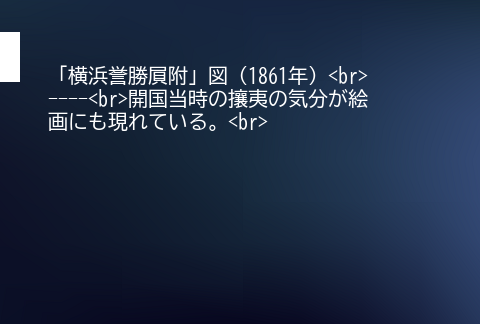 「横浜誉勝屓附」図（1861年）<br>
----<br>開国当時の攘夷の気分が絵
画にも現れている。<br>